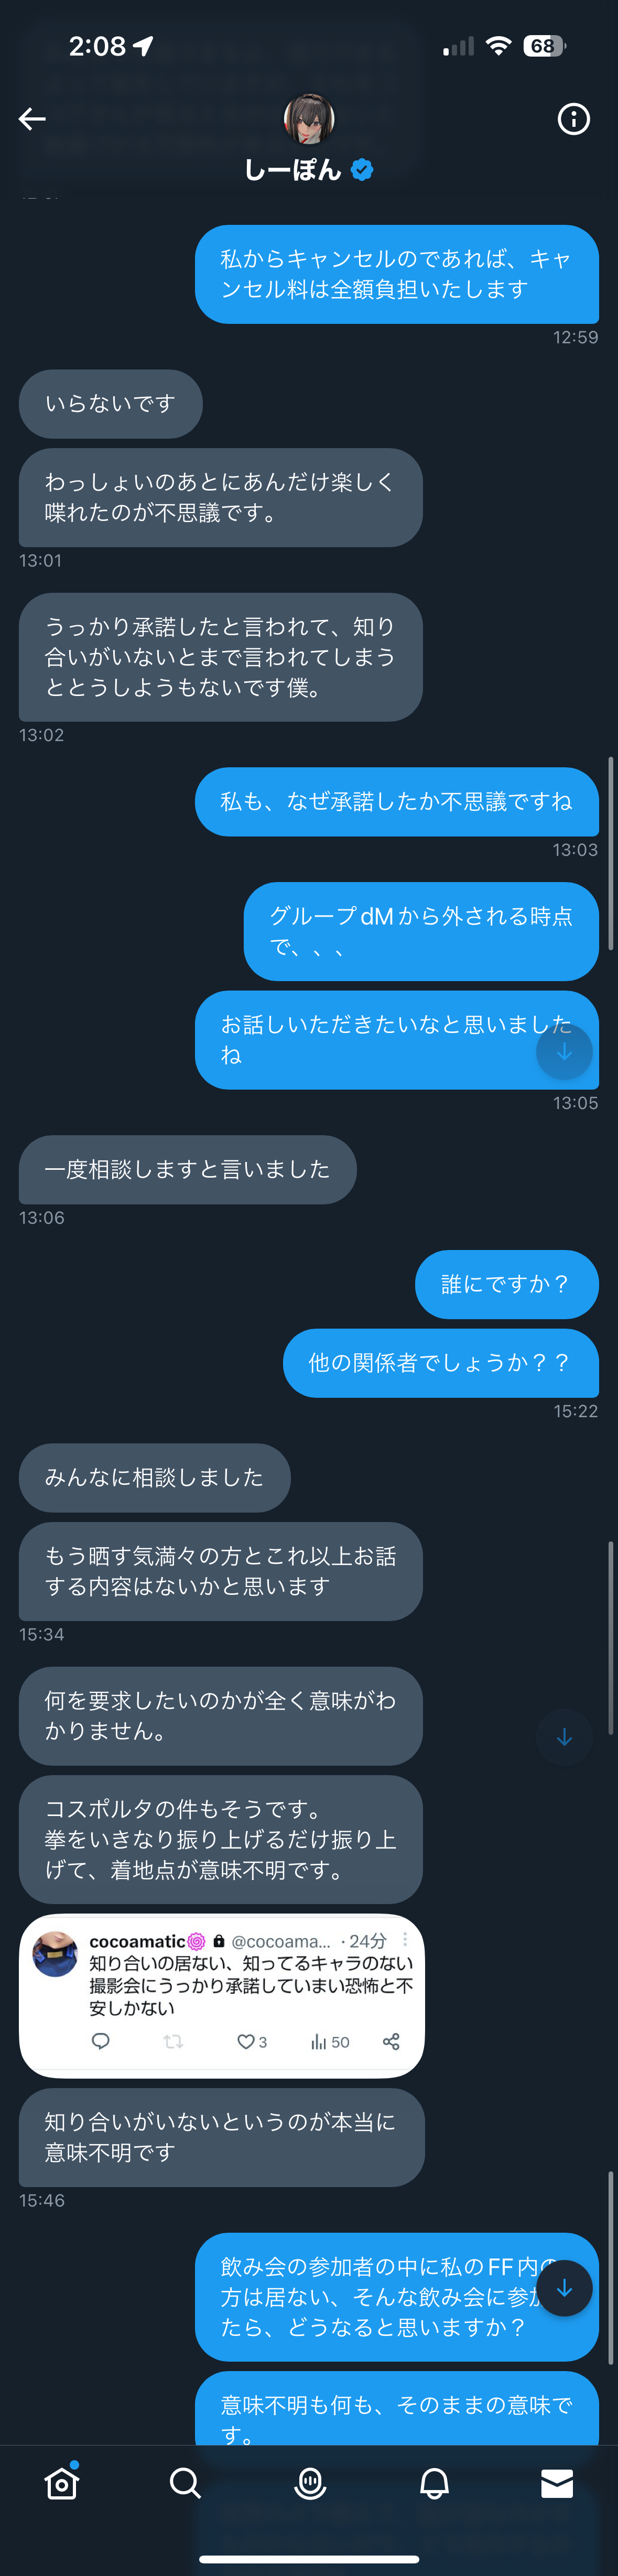 2:08
68
しーぽん
私からキャンセルのであれば、キャ
ンセル料は全額負担いたします
12:59
いらないです
わっしょいのあとにあんだけ楽しく
喋れたのが不思議です。
13:01
うっかり承諾したと言われて、知り
合いがいないとまで言われてしまう
ととうしようもないです僕。
13:02
私も、なぜ承諾したか不思議ですね
13:03
グループdMから外される時点
で、、、
お話しいただきたいなと思いました
ね
13:05
一度相談しますと言いました
13:06
誰にですか？
他の関係者でしょうか？？
15:22
みんなに相談しました
もう晒す気満々の方とこれ以上お話
する内容はないかと思います
15:34
何を要求したいのかが全く意味がわ
かりません。
コスポルタの件もそうです。
拳をいきなり振り上げるだけ振り上
げて、着地点が意味不明です。
cocoamatic🍥 🔒 @cocoama... ·24分
知り合いの居ない、知ってるキャラのない
撮影会にうっかり承諾していまい恐怖と不
安しかない
3 50
知り合いがいないというのが本当に
意味不明です
15:46
飲み会の参加者の中に私のFF内の
方は居ない、そんな飲み会に参加
たら、どうなると思いますか？
意味不明も何も、そのままの意味で
す。